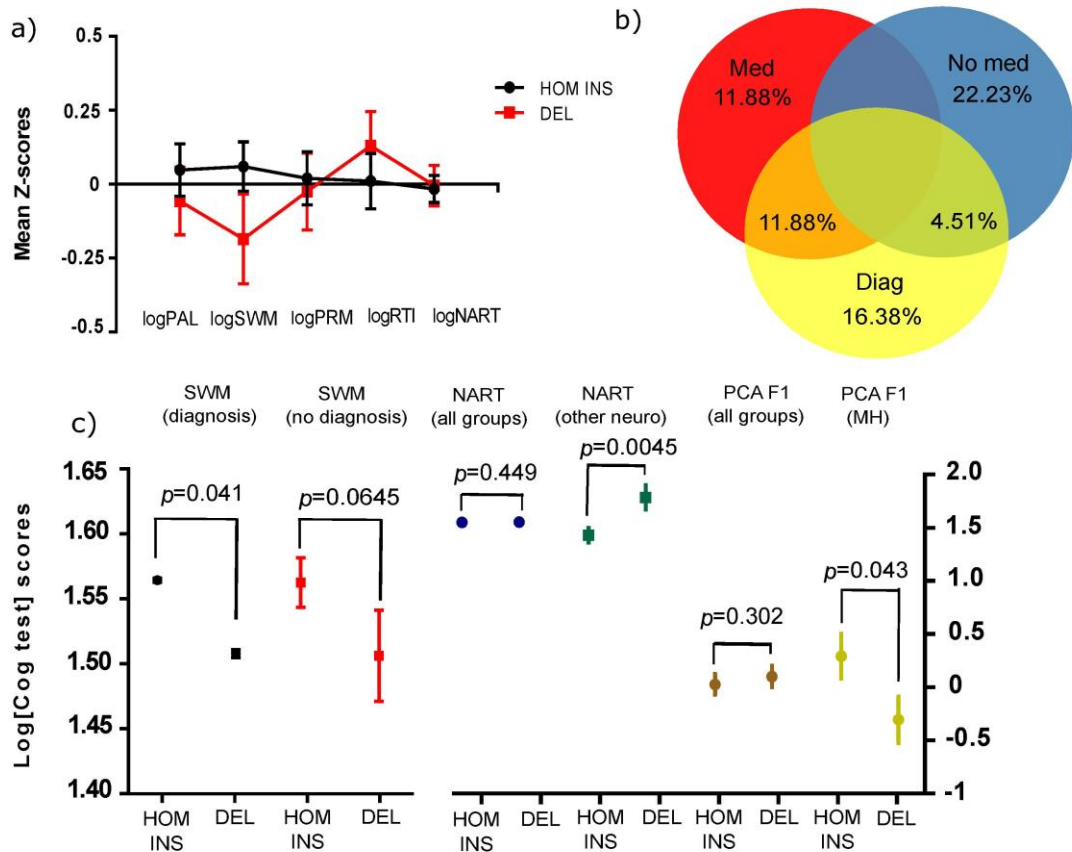 a)
0.5
0.25
0
-0.25
-0.5
Mean Z-scores
HOM INS
DEL
logPAL logSWM logPRM logRTI logNART
b)
Med
11.88%
No med
22.23%
11.88%
4.51%
Diag
16.38%
c)
SWM
(diagnosis)
SWM
(no diagnosis)
NART
(all groups)
NART
(other neuro)
PCA F1
(all groups)
PCA F1
(MH)
Log[Cog test] scores
1.65
1.60
1.55
1.50
1.45
1.40
p=0.041
p=0.0645
p=0.449
p=0.0045
p=0.302
p=0.043
2.0
1.5
1.0
0.5
0
-0.5
-1
HOM
INS
DEL
HOM
INS
DEL
HOM
INS
DEL
HOM
INS
DEL
HOM
INS
DEL
HOM
INS
DEL